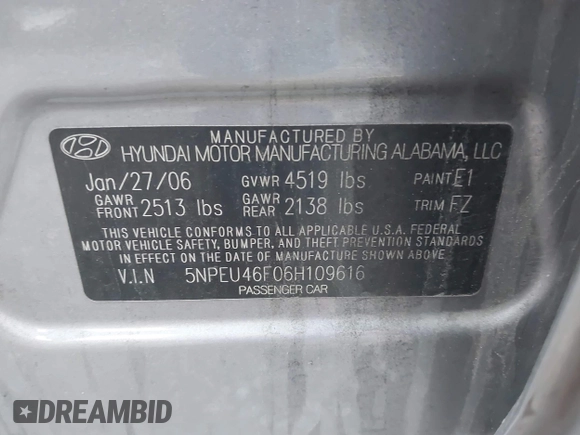 MANUFACTURED BY
HYUNDAI MOTOR MANUFACTURING ALABAMA, LLC
Jan/27/06 GVWR 4519 lbs PAINT E1
GAWR FRONT 2513 lbs GAWR REAR 2138 lbs TRIM FZ
THIS VEHICLE CONFORMS TO ALL APPLICABLE U.S.A. FEDERAL
MOTOR VEHICLE SAFETY, BUMPER, AND THEFT PREVENTION STANDARDS
IN EFFECT ON THE DATE OF MANUFACTURE SHOWN ABOVE.
V.I.N 5NPEU46F06H109616
PASSENGER CAR
DREAMBID